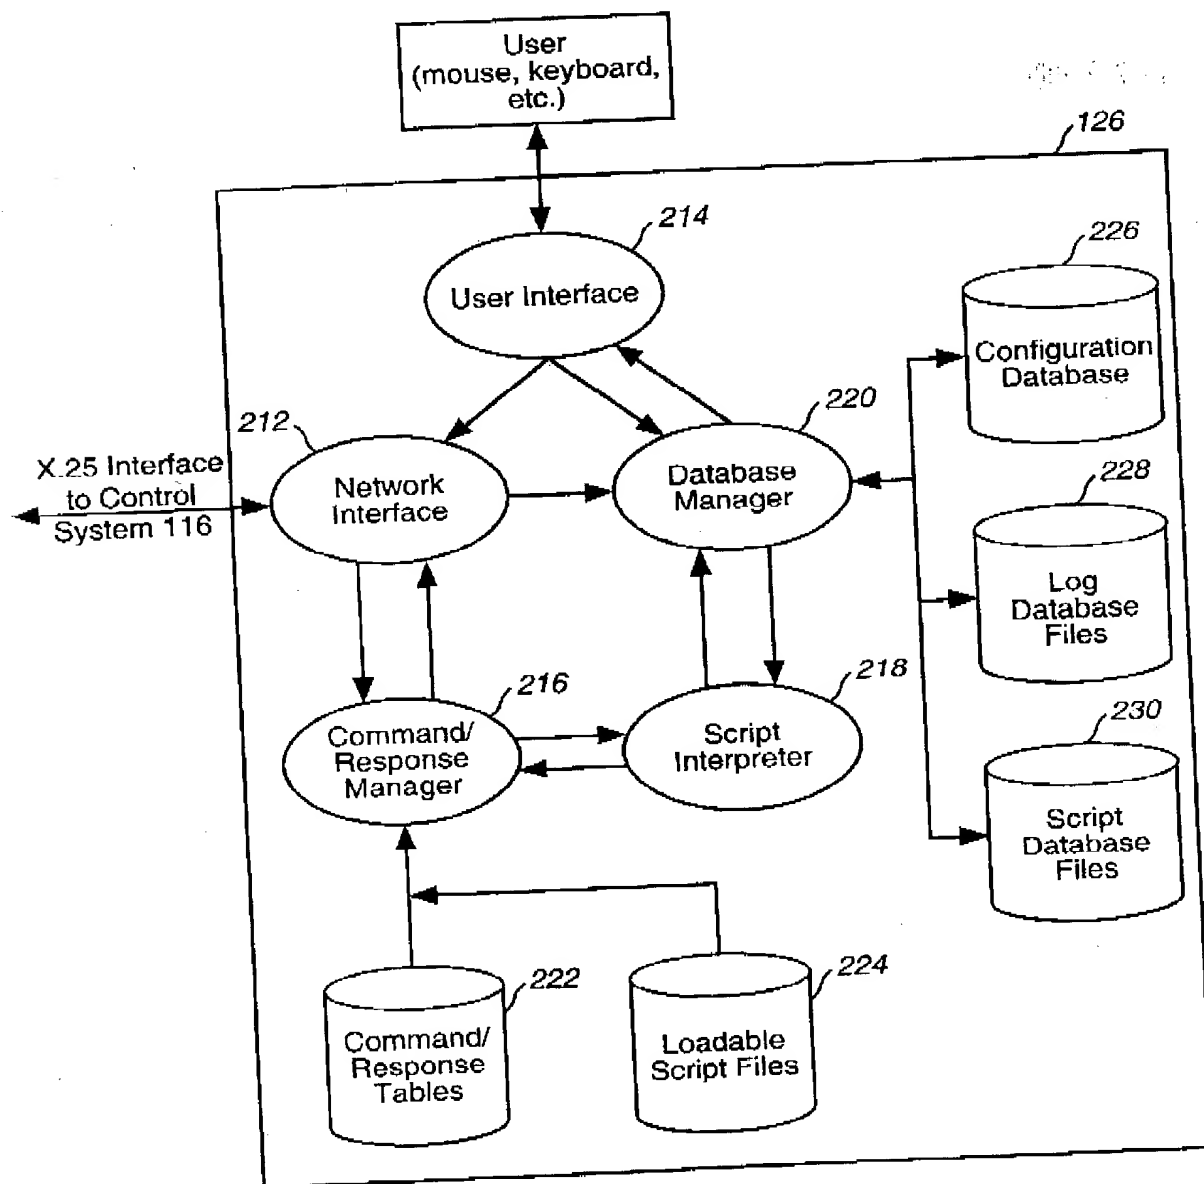 User
(mouse, keyboard,
etc.)
126
214
User Interface
226
Configuration
Database
212
220
X.25 Interface
to Control
System 116
Network
Interface
Database
Manager
228
Log
Database
Files
216
218
Command/
Response
Manager
Script
Interpreter
230
Script
Database
Files
222
224
Command/
Response
Tables
Loadable
Script Files